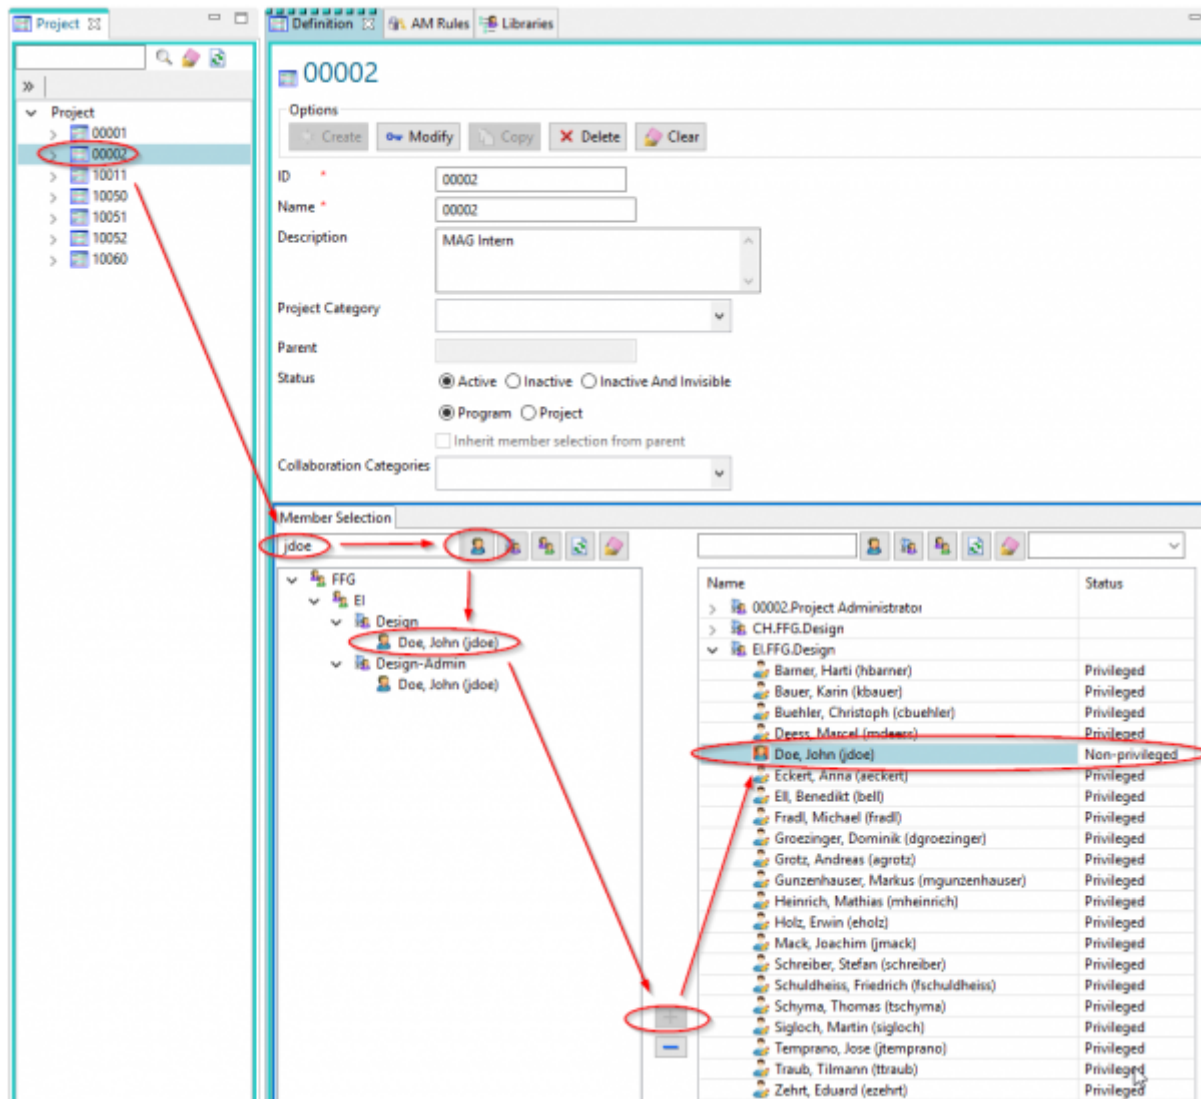 Project
Definition AM Rules Libraries
»
Project
00001
00002
10011
10050
10051
10052
10060
00002
Options
Create Modify Copy Delete Clear
ID * 00002
Name * 00002
Description MAG Intern
Project Category
Parent
Status Active Inactive Inactive And Invisible
Program Project
Inherit member selection from parent
Collaboration Categories
Member Selection
jdoe
FFG
EI
Design
Doe, John (jdoe)
Design-Admin
Doe, John (jdoe)
Name Status
00002.Project Administrator
CH.FFG.Design
EI.FFG.Design
Barner, Harti (hbarner) Privileged
Bauer, Karin (kbauer) Privileged
Buehler, Christoph (cbuehler) Privileged
Deess, Marcel (mdeess) Privileged
Doe, John (jdoe) Non-privileged
Eckert, Anna (aeckert) Privileged
Ell, Benedikt (bell) Privileged
Fradl, Michael (fradl) Privileged
Groezinger, Dominik (dgroezinger) Privileged
Grotz, Andreas (agrotz) Privileged
Gunzenhauser, Markus (mgunzenhauser) Privileged
Heinrich, Mathias (mheinrich) Privileged
Holz, Erwin (eholz) Privileged
Mack, Joachim (jmack) Privileged
Schreiber, Stefan (schreiber) Privileged
Schuldheiss, Friedrich (fschuldheiss) Privileged
Schyma, Thomas (tschyma) Privileged
Sigloch, Martin (sigloch) Privileged
Temprano, Jose (jtemprano) Privileged
Traub, Tilmann (ttraub) Privileged
Zehrt, Eduard (ezehrt) Privileged